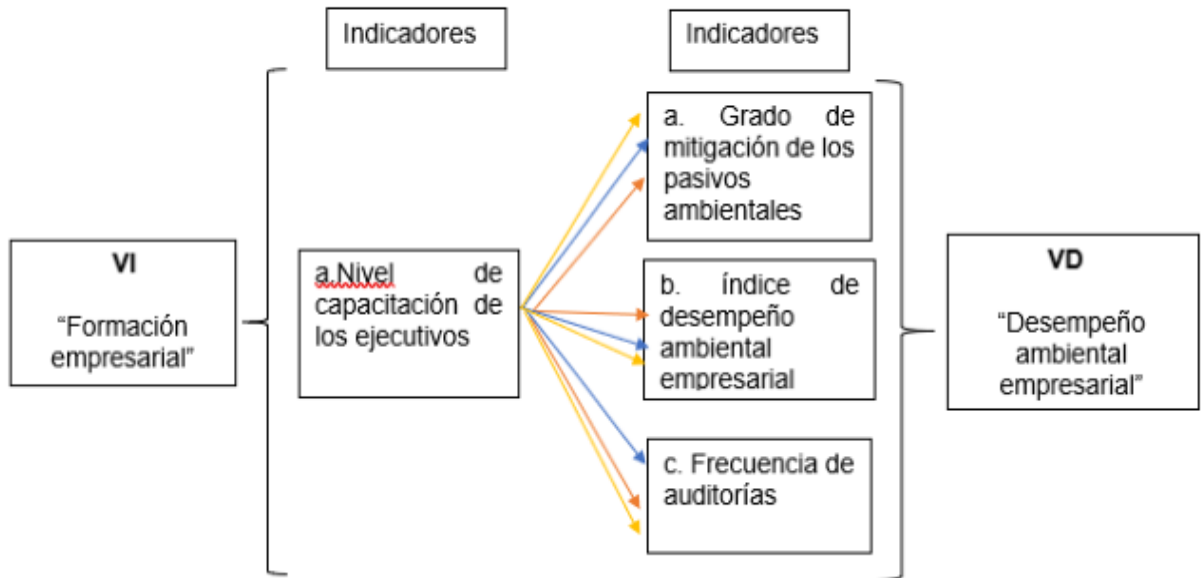 Indicadores
Indicadores
VI
“Formación
empresarial”
a.Nivel de
capacitación de
los ejecutivos
a. Grado de
mitigación de los
pasivos
ambientales
b. índice de
desempeño
ambiental
empresarial
c. Frecuencia de
auditorías
VD
“Desempeño
ambiental
empresarial”